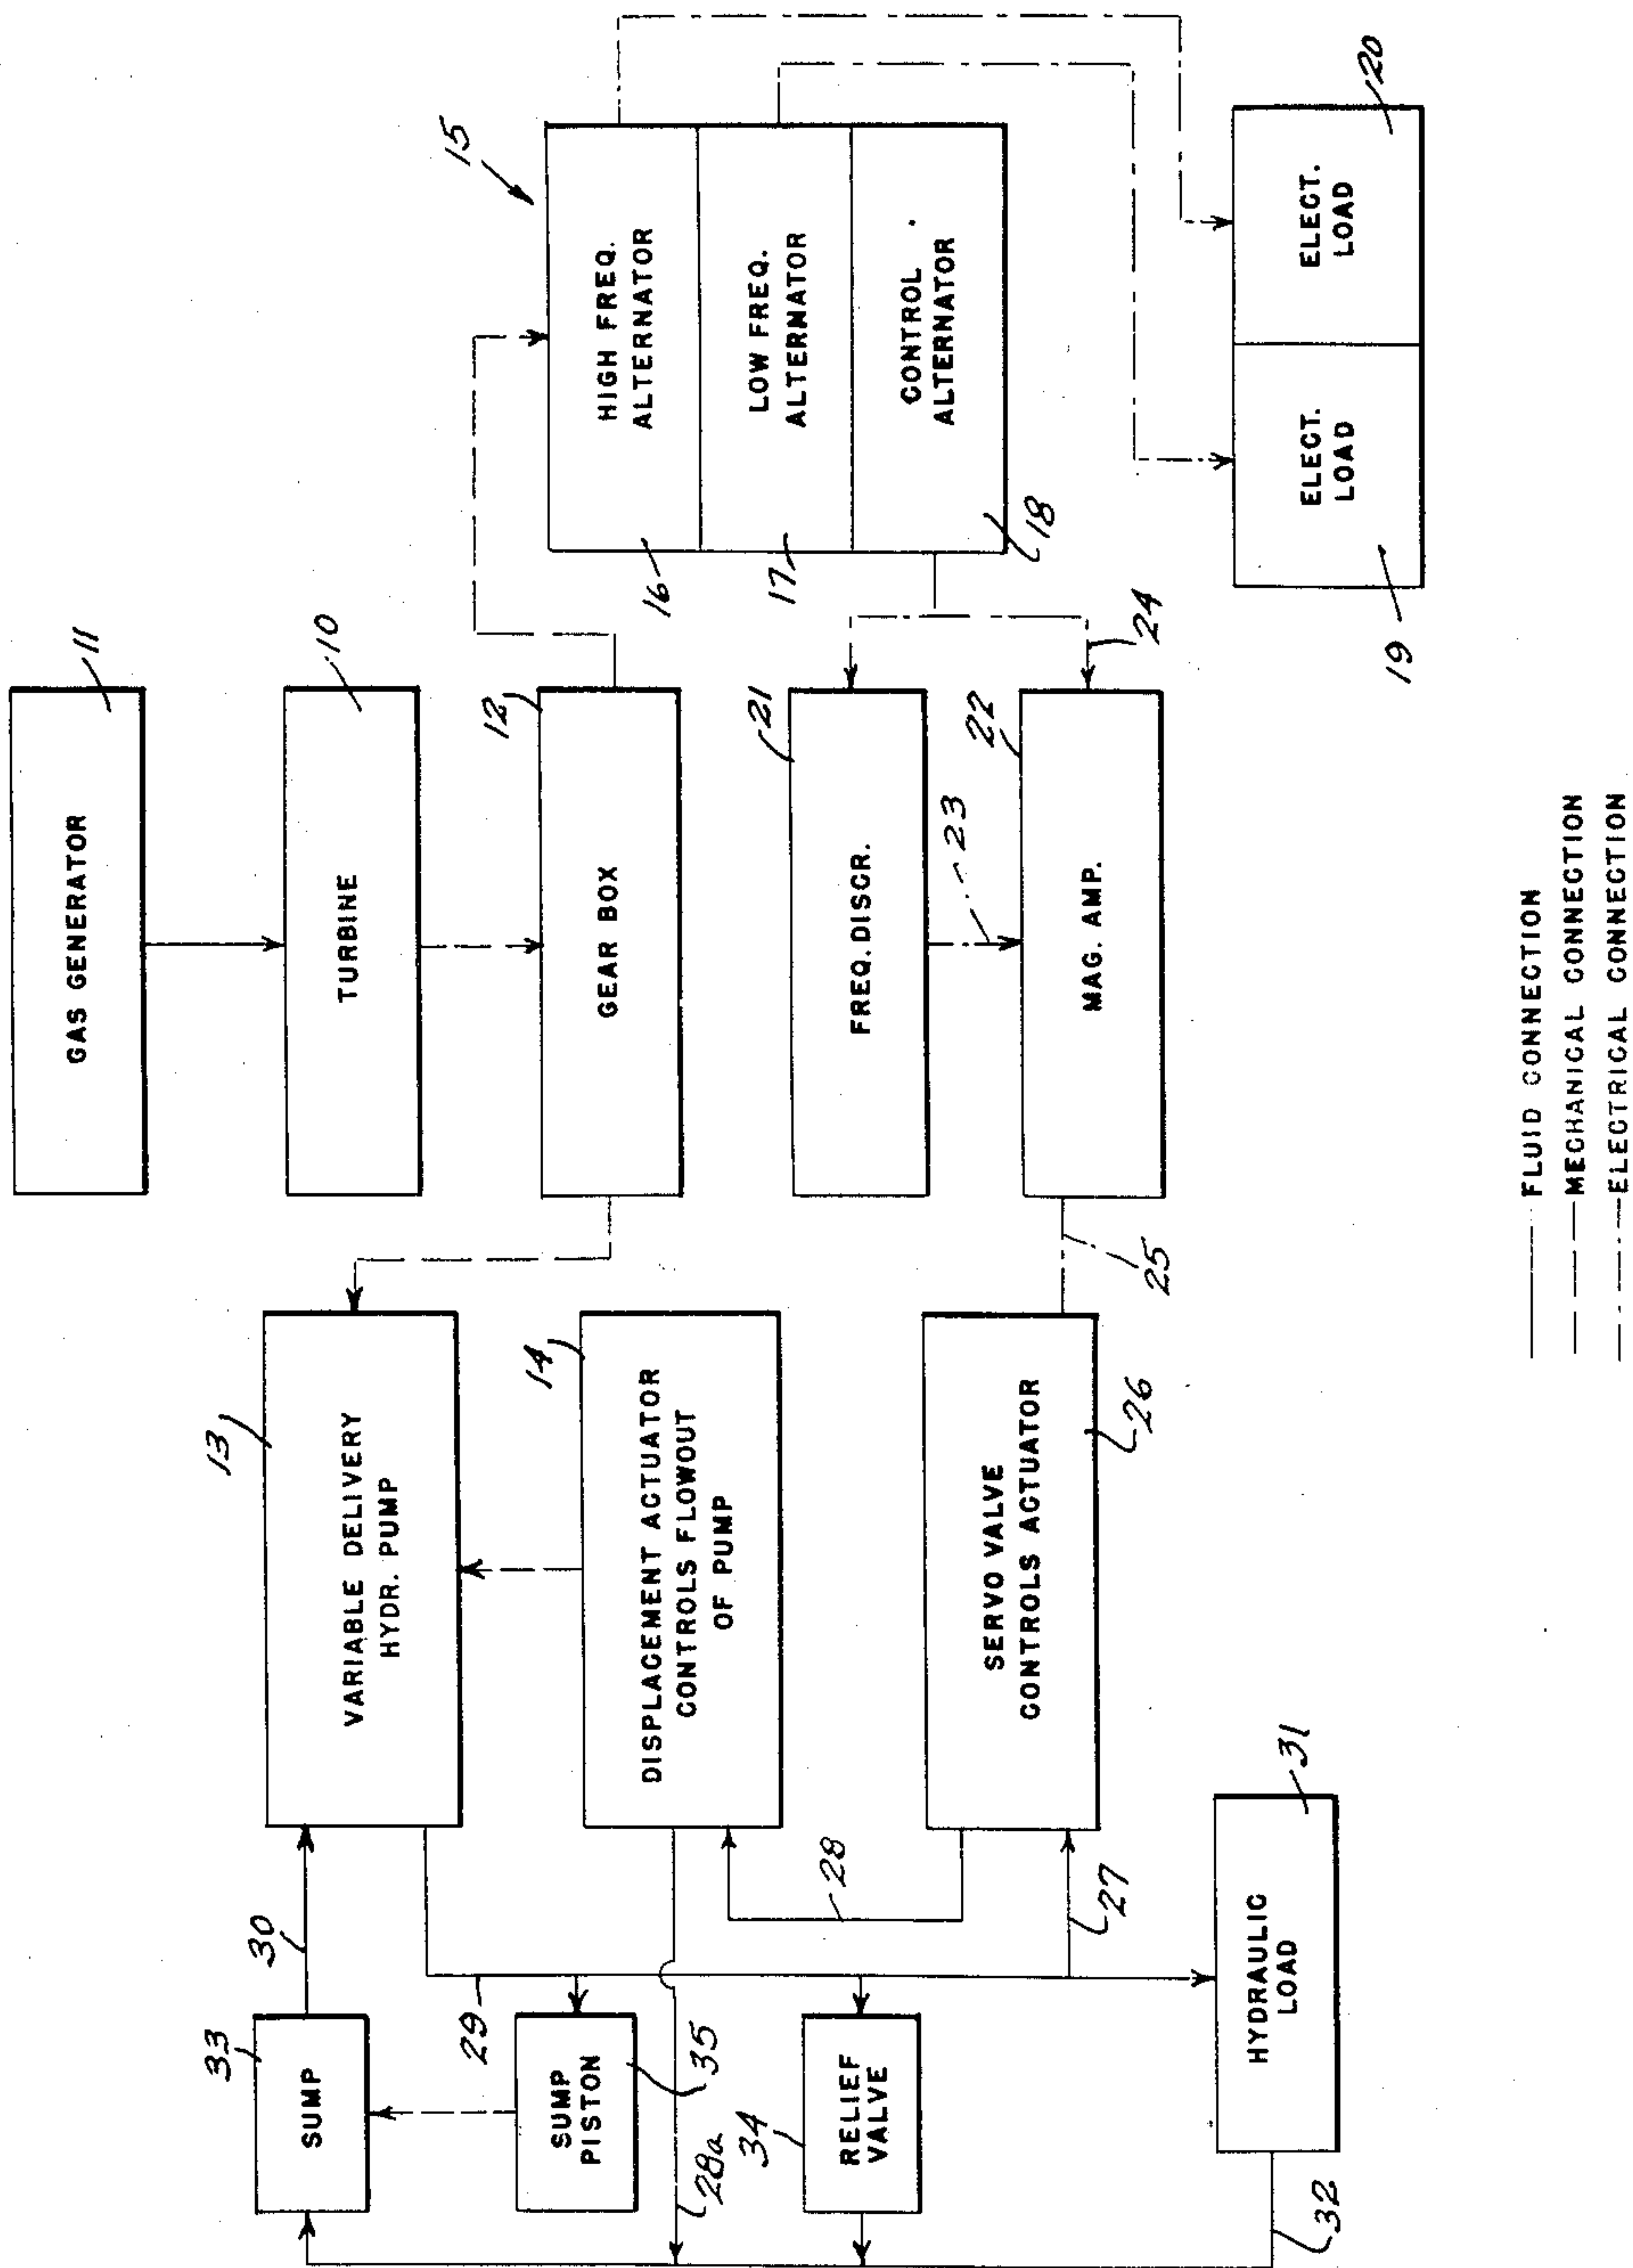 11
GAS GENERATOR
10
TURBINE
12
GEAR BOX
15
HIGH FREQ.
ALTERNATOR
16
LOW FREQ.
ALTERNATOR
17
CONTROL
ALTERNATOR
18
21
FREQ. DISCR.
23
22
MAG. AMP.
24
25
ELECT.
LOAD
19
ELECT.
LOAD
20
13
VARIABLE DELIVERY
HYDR. PUMP
14
DISPLACEMENT ACTUATOR
CONTROLS FLOWOUT
OF PUMP
SERVO VALVE
CONTROLS ACTUATOR
26
27
28
30
29
33
SUMP
SUMP
PISTON
35
28a
34
RELIEF
VALVE
HYDRAULIC
LOAD
31
32
FLUID CONNECTION
MECHANICAL CONNECTION
ELECTRICAL CONNECTION